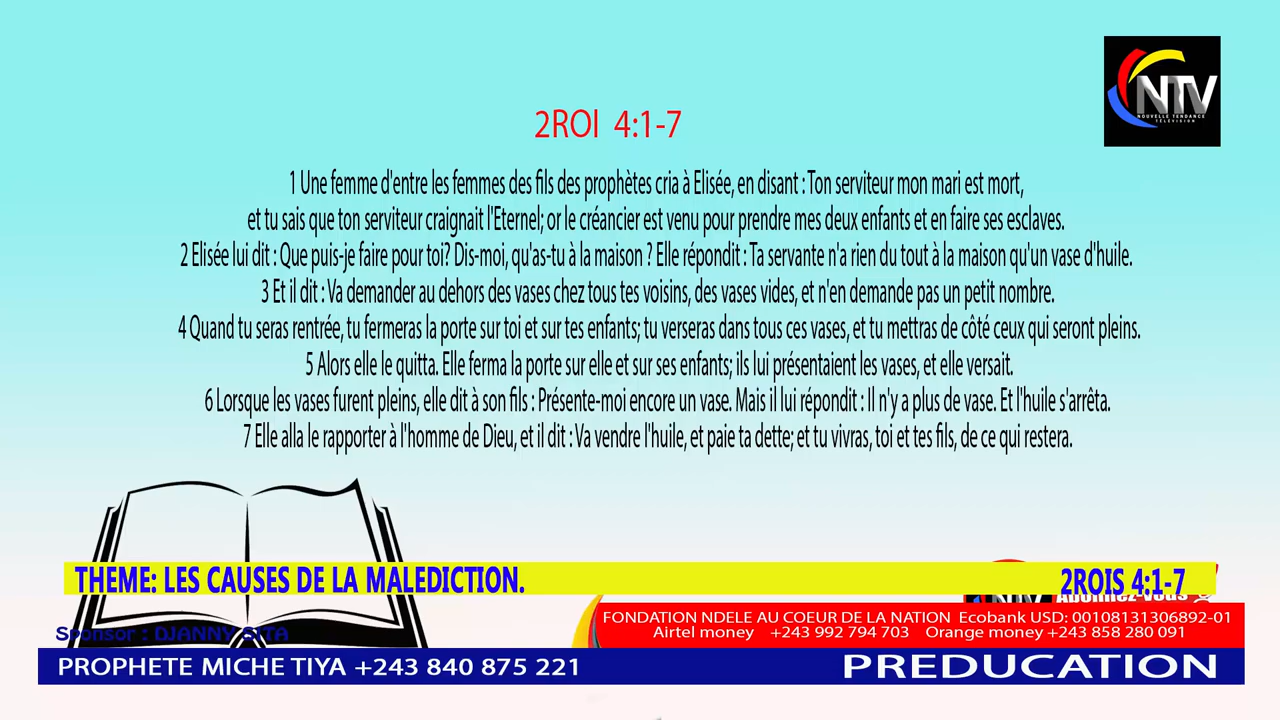 NTV
NOUVELLE TENDANCE
TÉLÉVISION
2ROI 4:1-7
1 Une femme d'entre les femmes des fils des prophètes cria à Elisée, en disant : Ton serviteur mon mari est mort,
et tu sais que ton serviteur craignait l'Eternel; or le créancier est venu pour prendre mes deux enfants et en faire ses esclaves.
2 Elisée lui dit : Que puis-je faire pour toi? Dis-moi, qu'as-tu à la maison ? Elle répondit : Ta servante n'a rien du tout à la maison qu'un vase d'huile.
3 Et il dit : Va demander au dehors des vases chez tous tes voisins, des vases vides, et n'en demande pas un petit nombre.
4 Quand tu seras rentrée, tu fermeras la porte sur toi et sur tes enfants; tu verseras dans tous ces vases, et tu mettras de côté ceux qui seront pleins.
5 Alors elle le quitta. Elle ferma la porte sur elle et sur ses enfants; ils lui présentaient les vases, et elle versait.
6 Lorsque les vases furent pleins, elle dit à son fils : Présente-moi encore un vase. Mais il lui répondit : Il n'y a plus de vase. Et l'huile s'arrêta.
7 Elle alla le rapporter à l'homme de Dieu, et il dit : Va vendre l'huile, et paie ta dette; et tu vivras, toi et tes fils, de ce qui restera.
THEME: LES CAUSES DE LA MALEDICTION.
2ROIS 4:1-7
Abonnez-vous
FONDATION NDELE AU COEUR DE LA NATION Ecobank USD: 00108131306892-01
Airtel money +243 992 794 703 Orange money +243 858 280 091
Sponsor : DJANNY SITA
PROPHETE MICHE TIYA +243 840 875 221
PREDUCATION